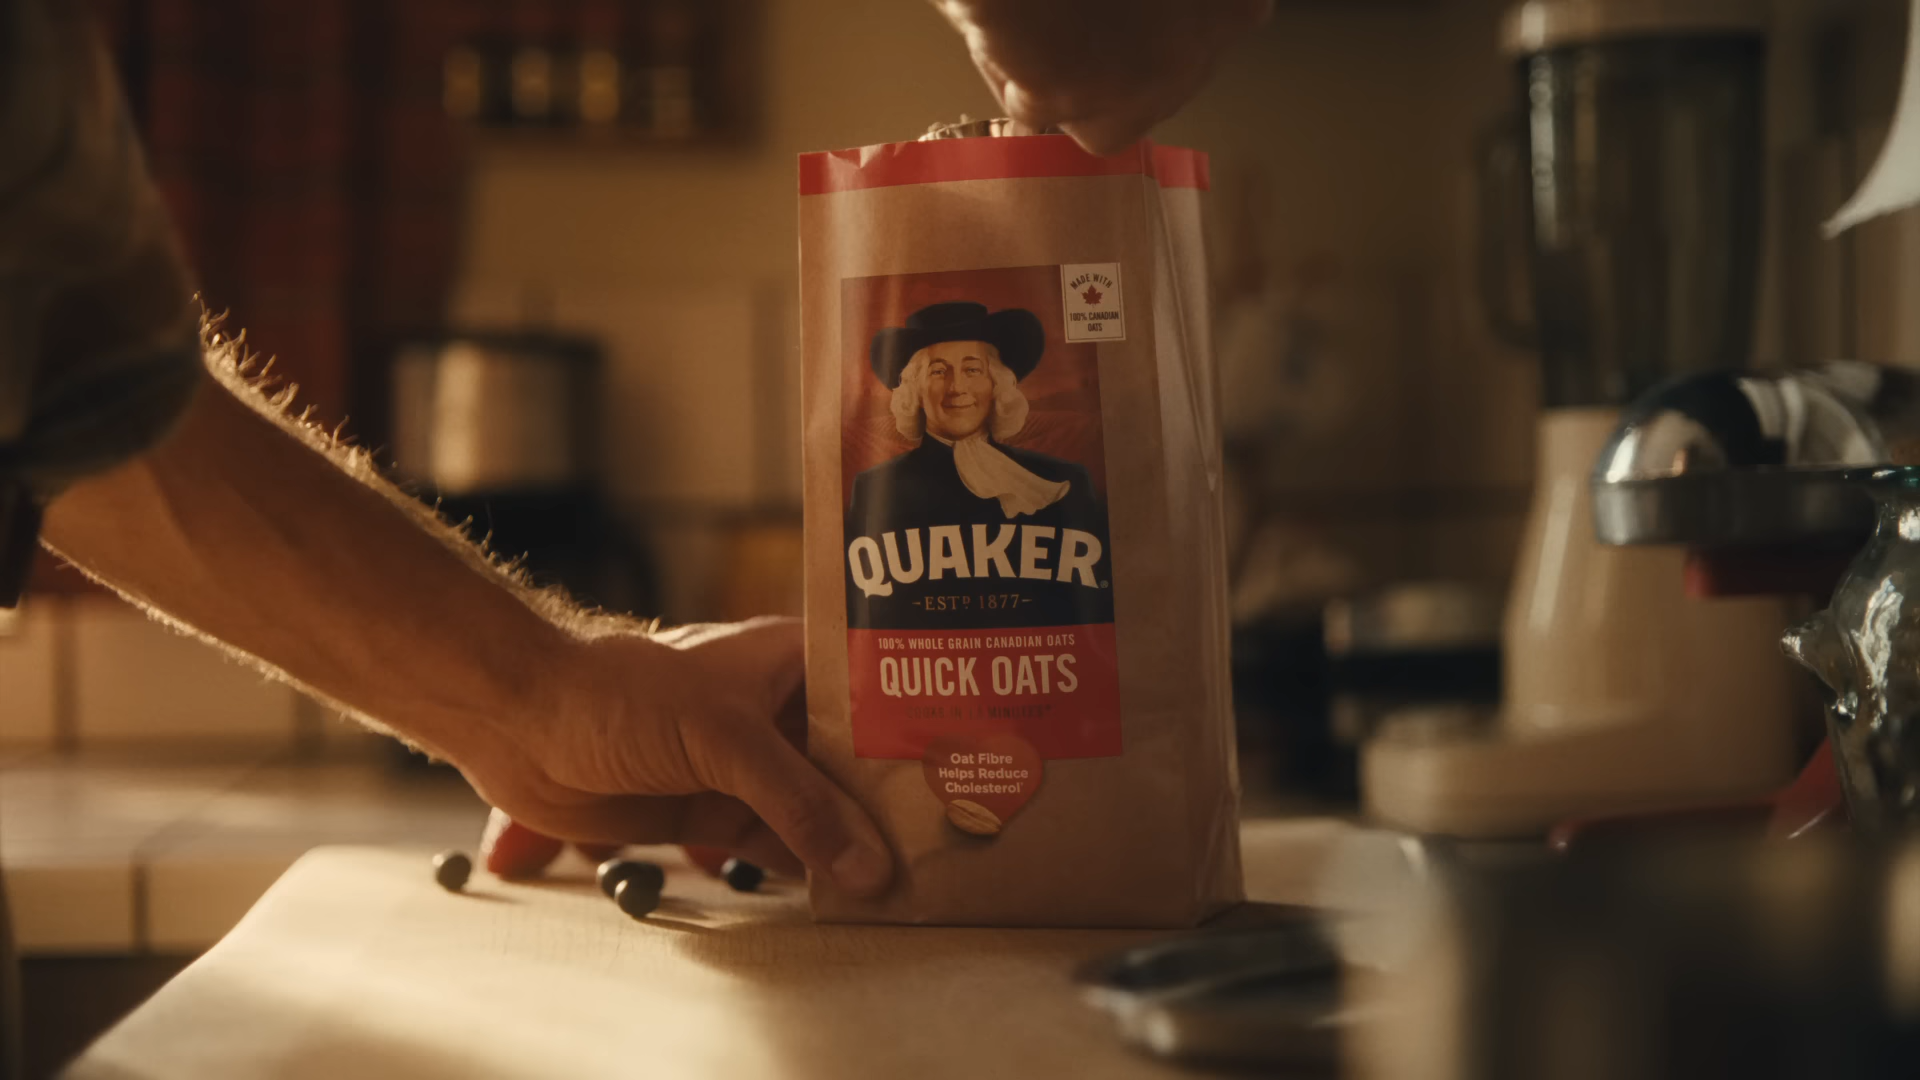 MADE WITH
100% CANADIAN
OATS
QUAKER
-ESTD 1877-
100% WHOLE GRAIN CANADIAN OATS
QUICK OATS
Oat Fibre
Helps Reduce
Cholesterol*